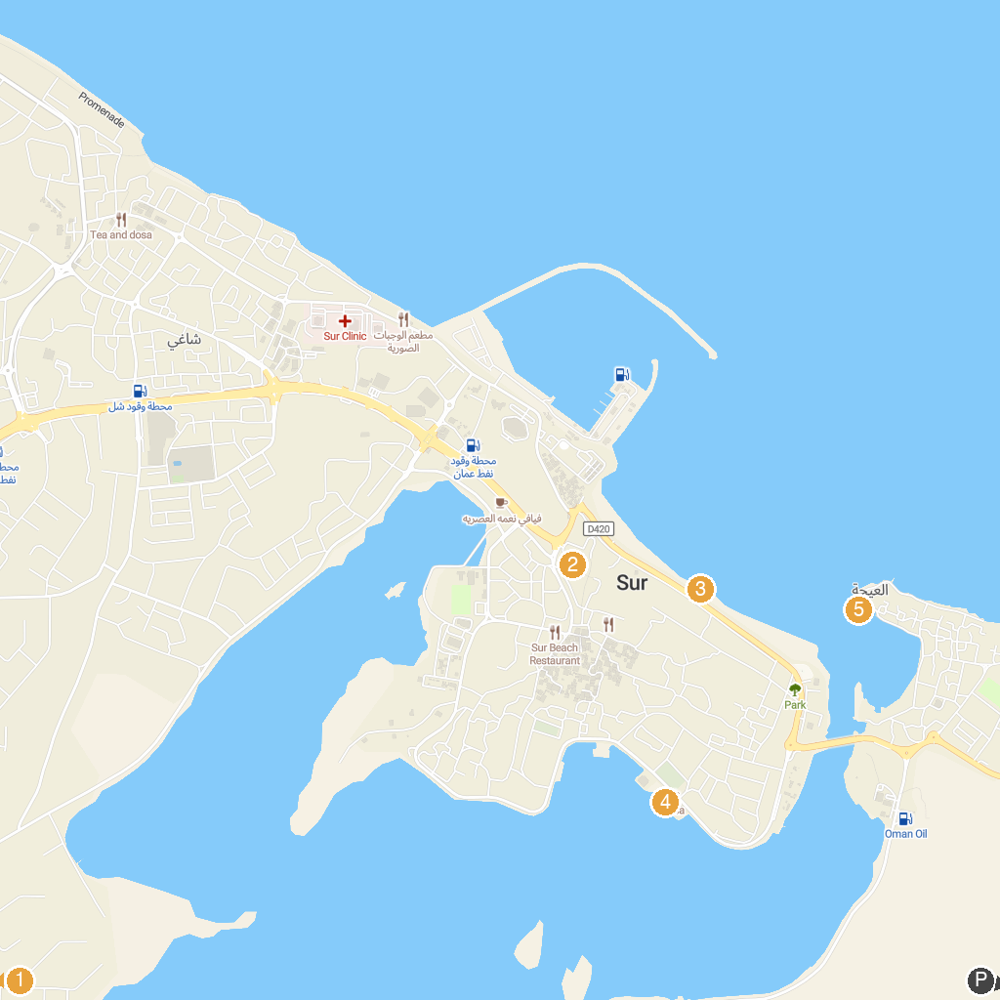 Promenade
Tea and dosa
شاغي
Sur Clinic
مطعم الوجبات
الصورية
محطة وقود شل
محطة وقود
نفط عمان
فيافي نعمه العصريه
D420
2
Sur
3
العيجة
5
Sur Beach
Restaurant
Park
4
Oman Oil
1
P